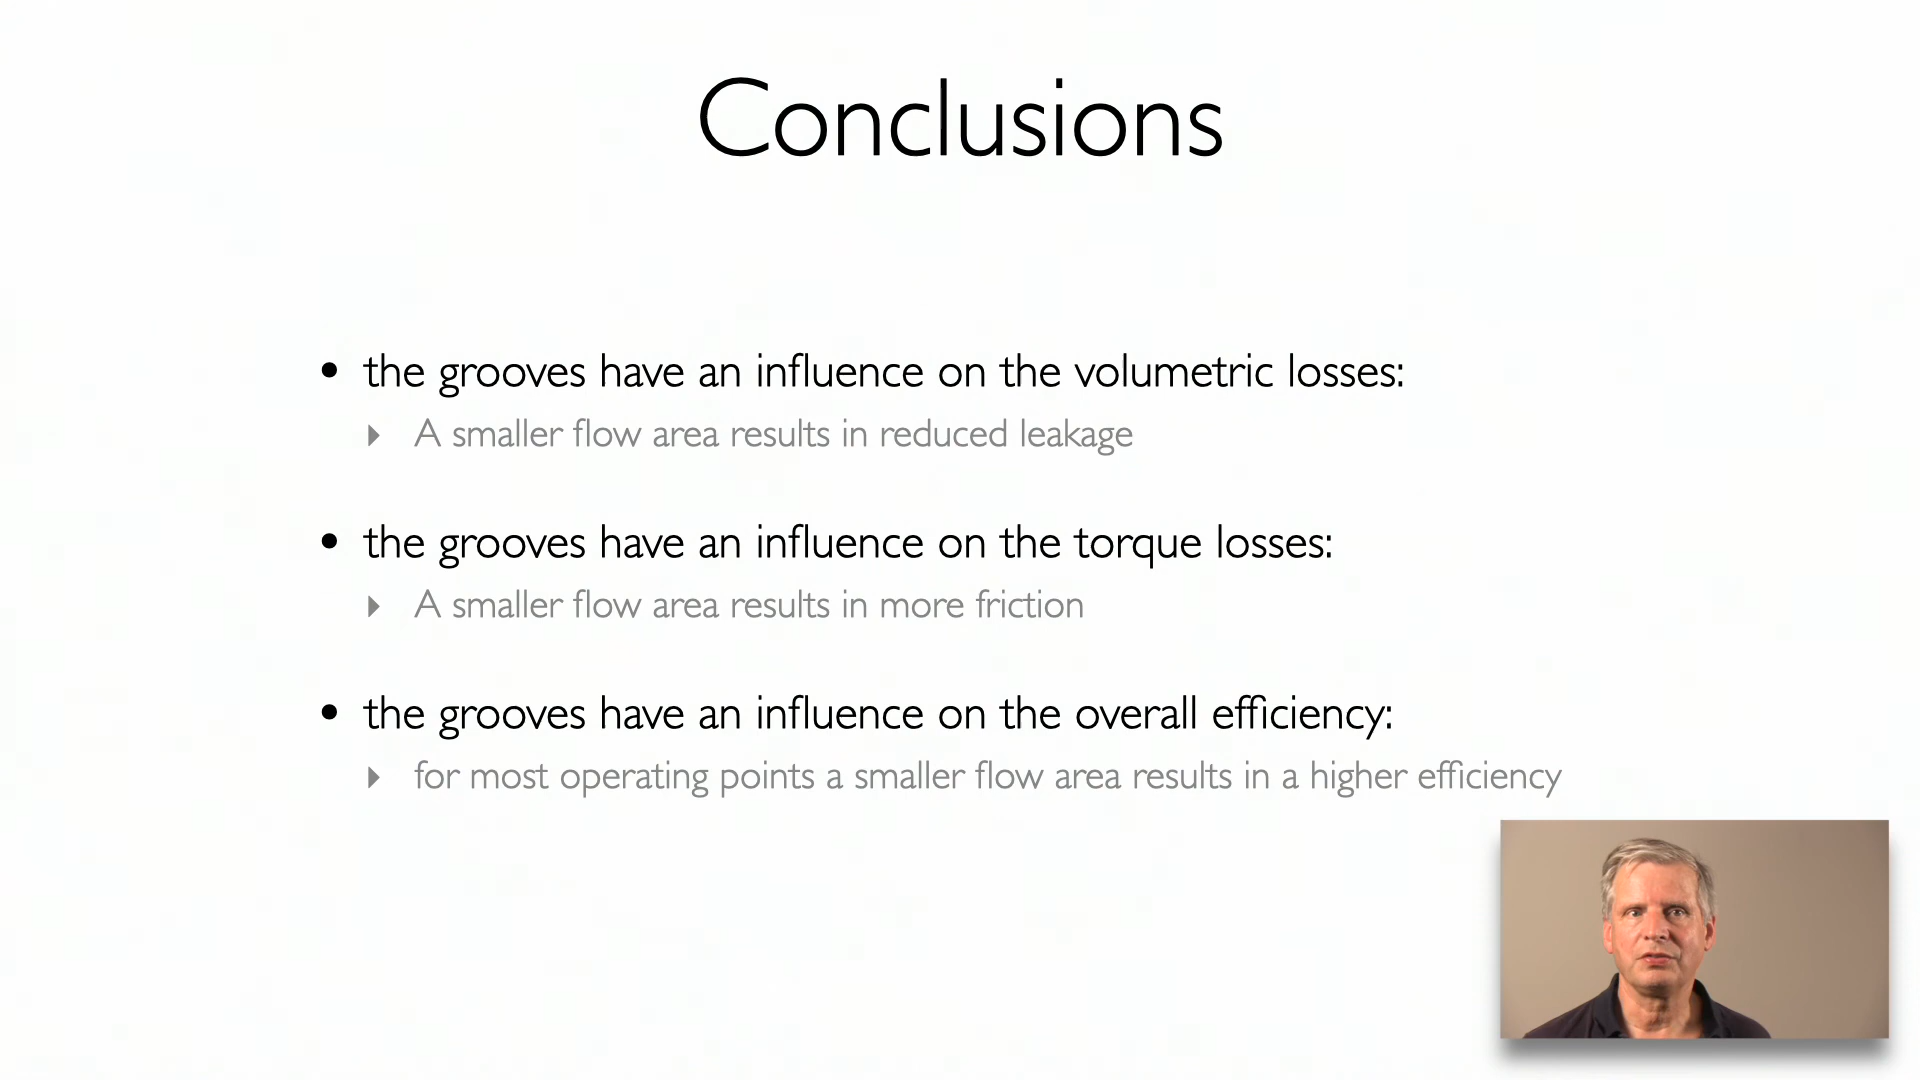 Conclusions
• the grooves have an influence on the volumetric losses:
‣ A smaller flow area results in reduced leakage
• the grooves have an influence on the torque losses:
‣ A smaller flow area results in more friction
• the grooves have an influence on the overall efficiency:
‣ for most operating points a smaller flow area results in a higher efficiency